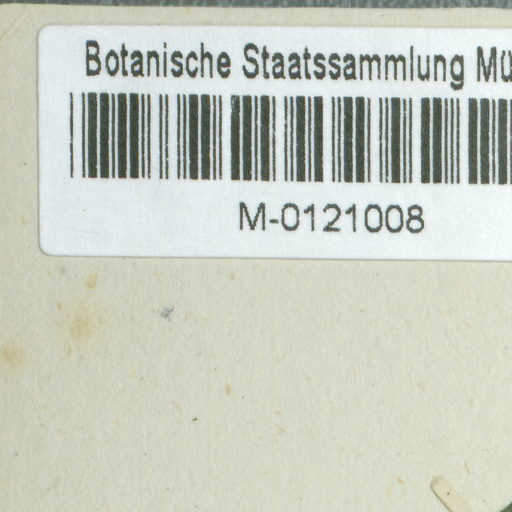 Botanische Staatssammlung Mü
M-0121008